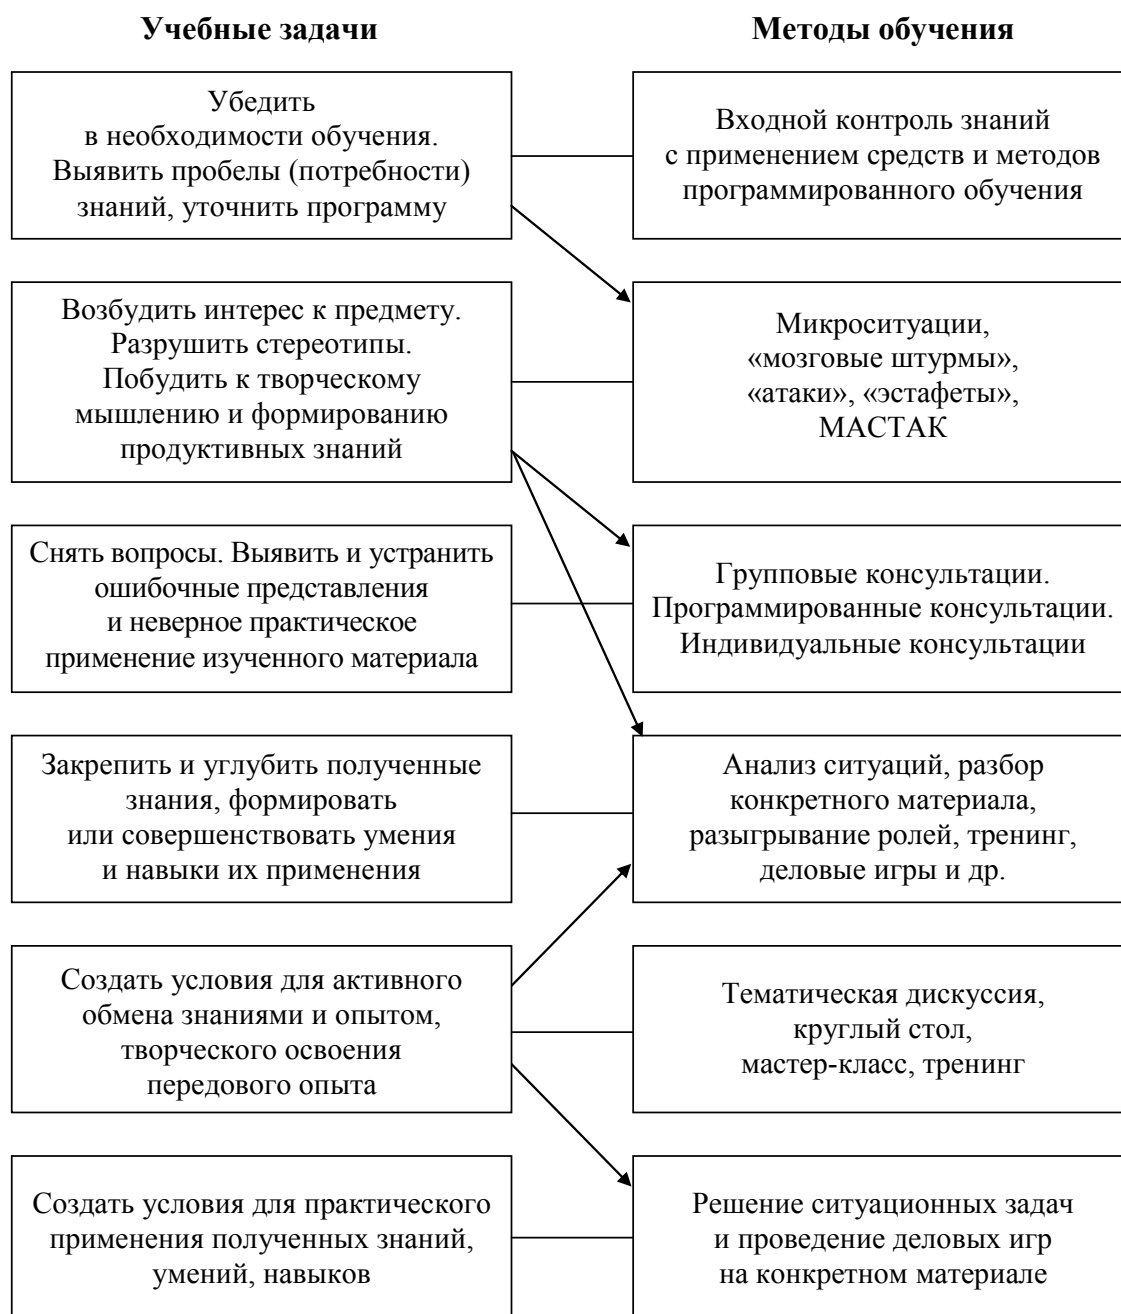 Учебные задачи
Методы обучения
Убедить
в необходимости обучения.
Выявить пробелы (потребности)
знаний, уточнить программу
Входной контроль знаний
с применением средств и методов
программированного обучения
Возбудить интерес к предмету.
Разрушить стереотипы.
Побудить к творческому
мышлению и формированию
продуктивных знаний
Микроситуации,
«мозговые штурмы»,
«атаки», «эстафеты»,
МАСТАК
Снять вопросы. Выявить и устранить
ошибочные представления
и неверное практическое
применение изученного материала
Групповые консультации.
Программированные консультации.
Индивидуальные консультации
Закрепить и углубить полученные
знания, формировать
или совершенствовать умения
и навыки их применения
Анализ ситуаций, разбор
конкретного материала,
разыгрывание ролей, тренинг,
деловые игры и др.
Создать условия для активного
обмена знаниями и опытом,
творческого освоения
передового опыта
Тематическая дискуссия,
круглый стол,
мастер-класс, тренинг
Создать условия для практического
применения полученных знаний,
умений, навыков
Решение ситуационных задач
и проведение деловых игр
на конкретном материале